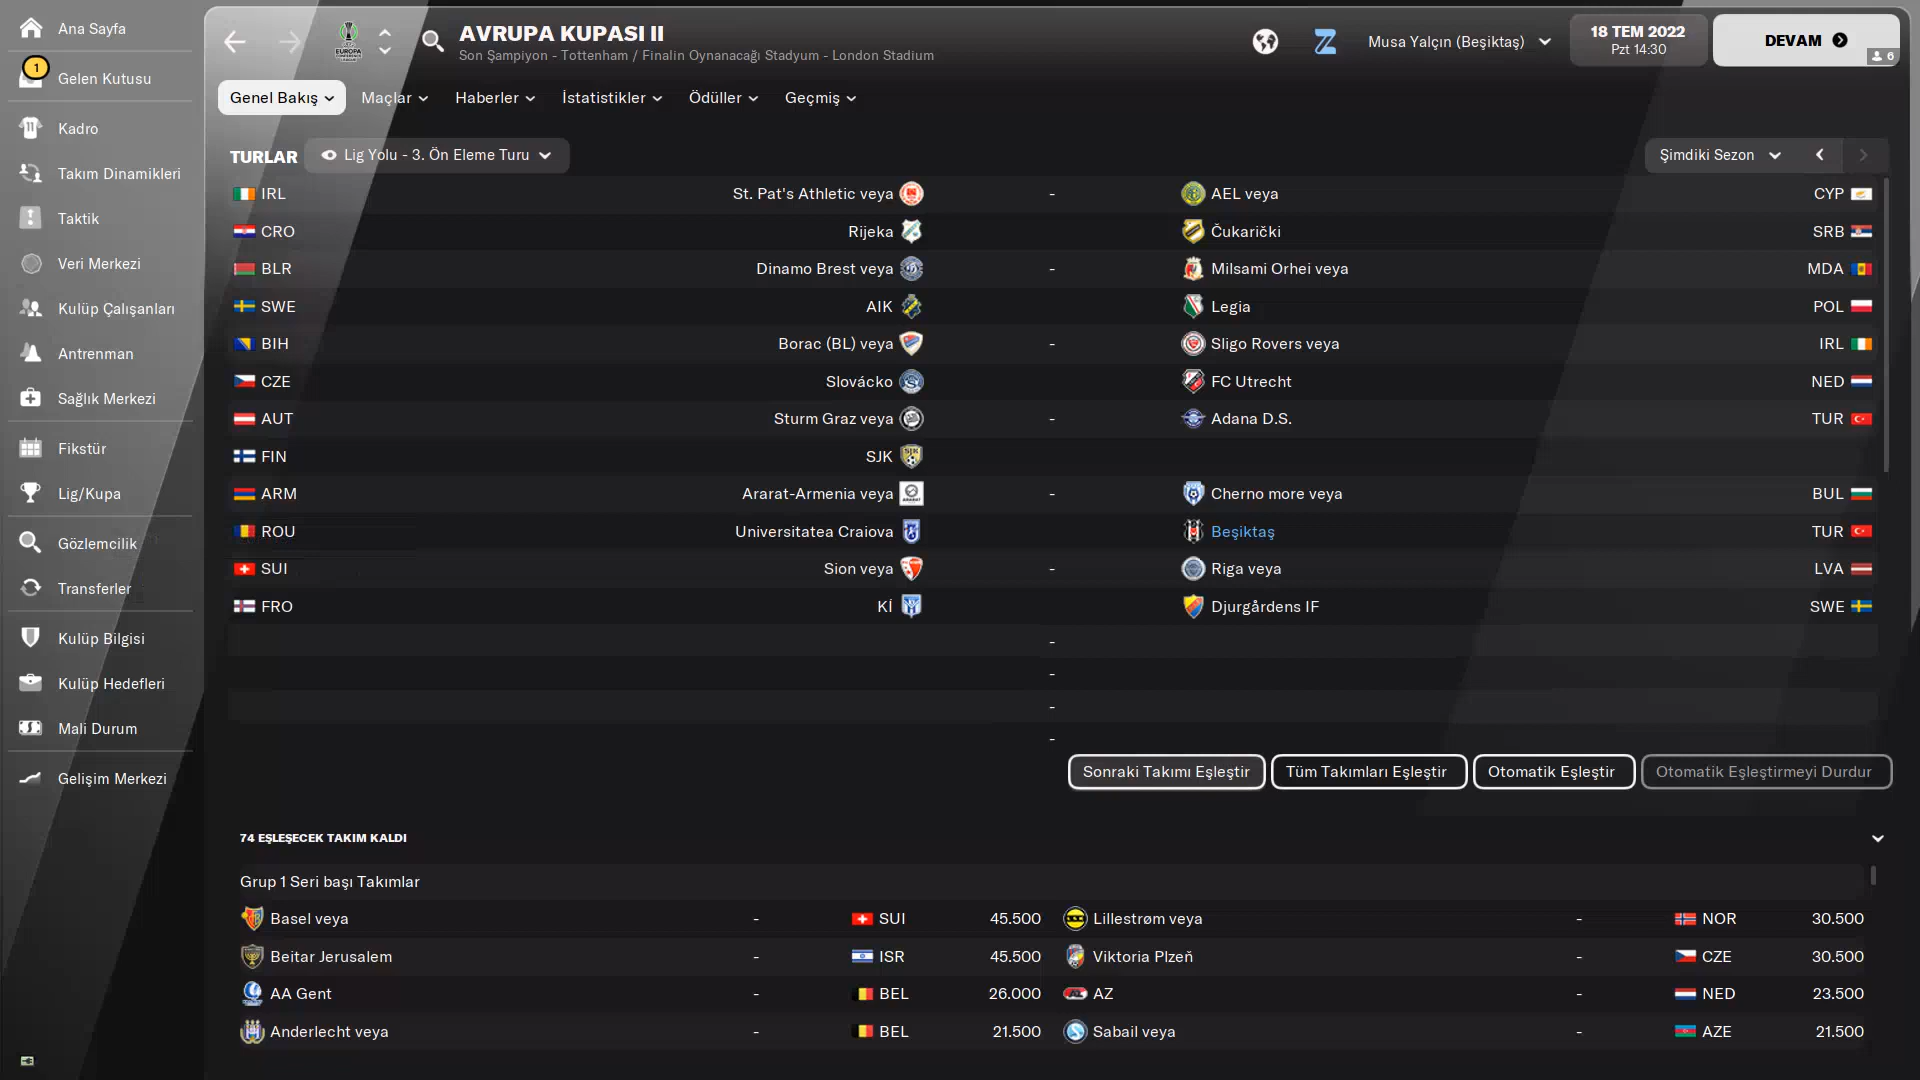 Ana Sayfa
1
Gelen Kutusu
Kadro
Takım Dinamikleri
Taktik
Veri Merkezi
Kulüp Çalışanları
Antrenman
Sağlık Merkezi
Fikstür
Lig/Kupa
Gözlemcilik
Transferler
Kulüp Bilgisi
Kulüp Hedefleri
Mali Durum
Gelişim Merkezi
AVRUPA KUPASI II
Son Şampiyon - Tottenham / Finalin Oynanacağı Stadyum - London Stadium
Musa Yalçın (Beşiktaş)
18 TEM 2022
Pzt 14:30
DEVAM
6
Genel Bakış Maçlar Haberler İstatistikler Ödüller Geçmiş
TURLAR Lig Yolu - 3. Ön Eleme Turu Şimdiki Sezon
IRL St. Pat's Athletic veya - AEL veya CYP
CRO Rijeka Čukarički SRB
BLR Dinamo Brest veya - Milsami Orhei veya MDA
SWE AIK Legia POL
BIH Borac (BL) veya - Sligo Rovers veya IRL
CZE Slovácko FC Utrecht NED
AUT Sturm Graz veya - Adana D.S. TUR
FIN SJK
ARM Ararat-Armenia veya - Cherno more veya BUL
ROU Universitatea Craiova Beşiktaş TUR
SUI Sion veya - Riga veya LVA
FRO KÍ Djurgårdens IF SWE
-
-
-
-
Sonraki Takımı Eşleştir Tüm Takımları Eşleştir Otomatik Eşleştir Otomatik Eşleştirmeyi Durdur
74 EŞLEŞECEK TAKIM KALDI
Grup 1 Seri başı Takımlar
Basel veya - SUI 45.500 Lillestrøm veya - NOR 30.500
Beitar Jerusalem - ISR 45.500 Viktoria Plzeň - CZE 30.500
AA Gent - BEL 26.000 AZ - NED 23.500
Anderlecht veya - BEL 21.500 Sabail veya - AZE 21.500